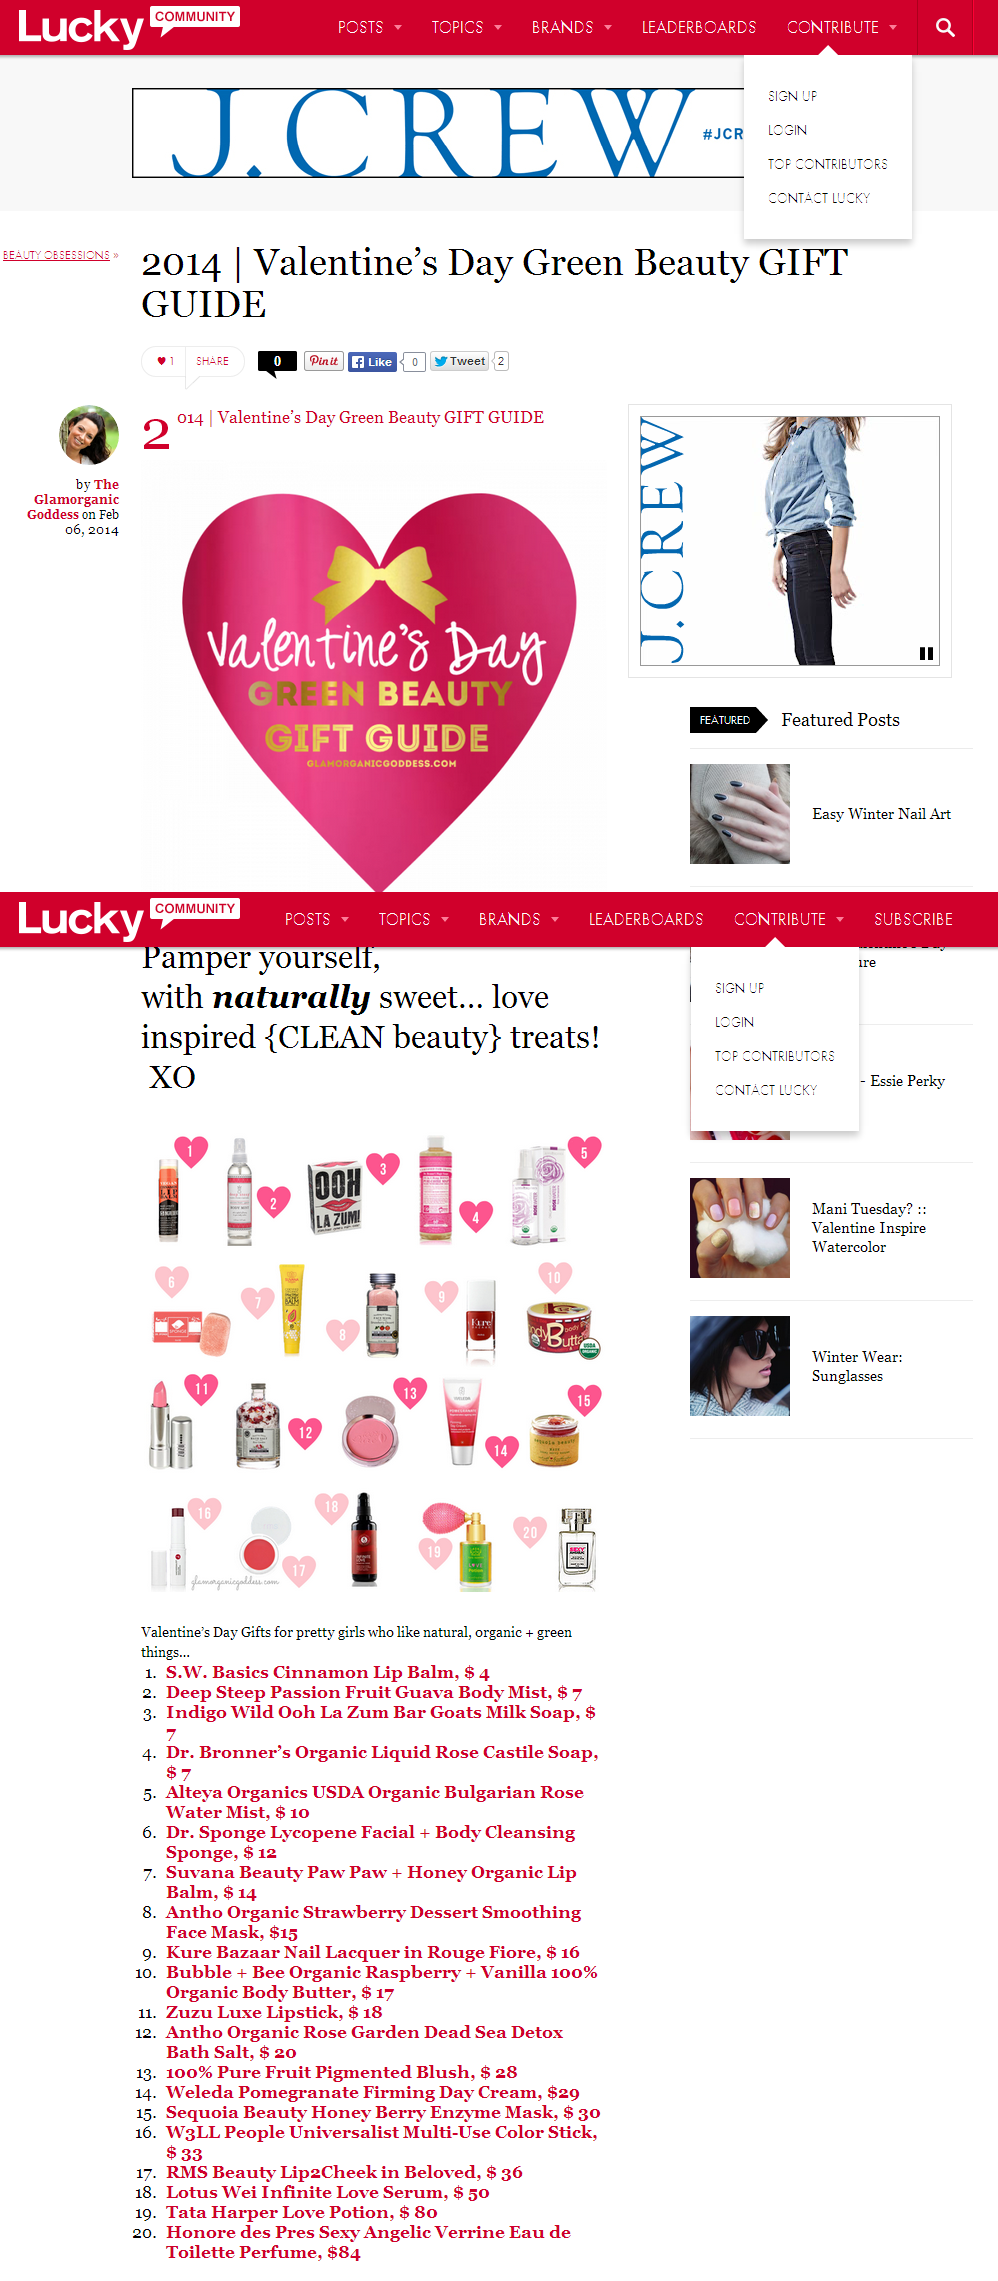 Lucky COMMUNITY
POSTS TOPICS BRANDS LEADERBOARDS CONTRIBUTE
SIGN UP
LOGIN
TOP CONTRIBUTORS
CONTACT LUCKY
J.CREW #JCR
BEAUTY OBSESSIONS »
2014 | Valentine's Day Green Beauty GIFT
GUIDE
1 SHARE 0 Pin it Like 0 Tweet 2
by The
Glamorganic
Goddess on Feb
06, 2014
2014 | Valentine's Day Green Beauty GIFT GUIDE
Valentine's Day
GREEN BEAUTY
GIFT GUIDE
GLAMORGANICGODDESS.COM
J.CREW
FEATURED Featured Posts
Easy Winter Nail Art
Lucky COMMUNITY
POSTS TOPICS BRANDS LEADERBOARDS CONTRIBUTE SUBSCRIBE
SIGN UP
LOGIN
TOP CONTRIBUTORS
CONTACT LUCKY
Pamper yourself,
with naturally sweet... love
inspired {CLEAN beauty} treats!
XO
- Essie Perky
Mani Tuesday? ::
Valentine Inspire
Watercolor
Winter Wear:
Sunglasses
1 2 3 4 5
OOH
LA ZUM!
6 7 8 9 10
BALM
Kure
Body Butter
USDA
ORGANIC
11 12 13 14 15
16 17 18 19 20
glamorganicgoddess.com
Valentine's Day Gifts for pretty girls who like natural, organic + green
things...
1. S.W. Basics Cinnamon Lip Balm, $ 4
2. Deep Steep Passion Fruit Guava Body Mist, $ 7
3. Indigo Wild Ooh La Zum Bar Goats Milk Soap, $
7
4. Dr. Bronner's Organic Liquid Rose Castile Soap,
$ 7
5. Alteya Organics USDA Organic Bulgarian Rose
Water Mist, $ 10
6. Dr. Sponge Lycopene Facial + Body Cleansing
Sponge, $ 12
7. Suvana Beauty Paw Paw + Honey Organic Lip
Balm, $ 14
8. Antho Organic Strawberry Dessert Smoothing
Face Mask, $15
9. Kure Bazaar Nail Lacquer in Rouge Fiore, $ 16
10. Bubble + Bee Organic Raspberry + Vanilla 100%
Organic Body Butter, $ 17
11. Zuzu Luxe Lipstick, $ 18
12. Antho Organic Rose Garden Dead Sea Detox
Bath Salt, $ 20
13. 100% Pure Fruit Pigmented Blush, $ 28
14. Weleda Pomegranate Firming Day Cream, $29
15. Sequoia Beauty Honey Berry Enzyme Mask, $ 30
16. W3LL People Universalist Multi-Use Color Stick,
$ 33
17. RMS Beauty Lip2Cheek in Beloved, $ 36
18. Lotus Wei Infinite Love Serum, $ 50
19. Tata Harper Love Potion, $ 80
20. Honore des Pres Sexy Angelic Verrine Eau de
Toilette Perfume, $84